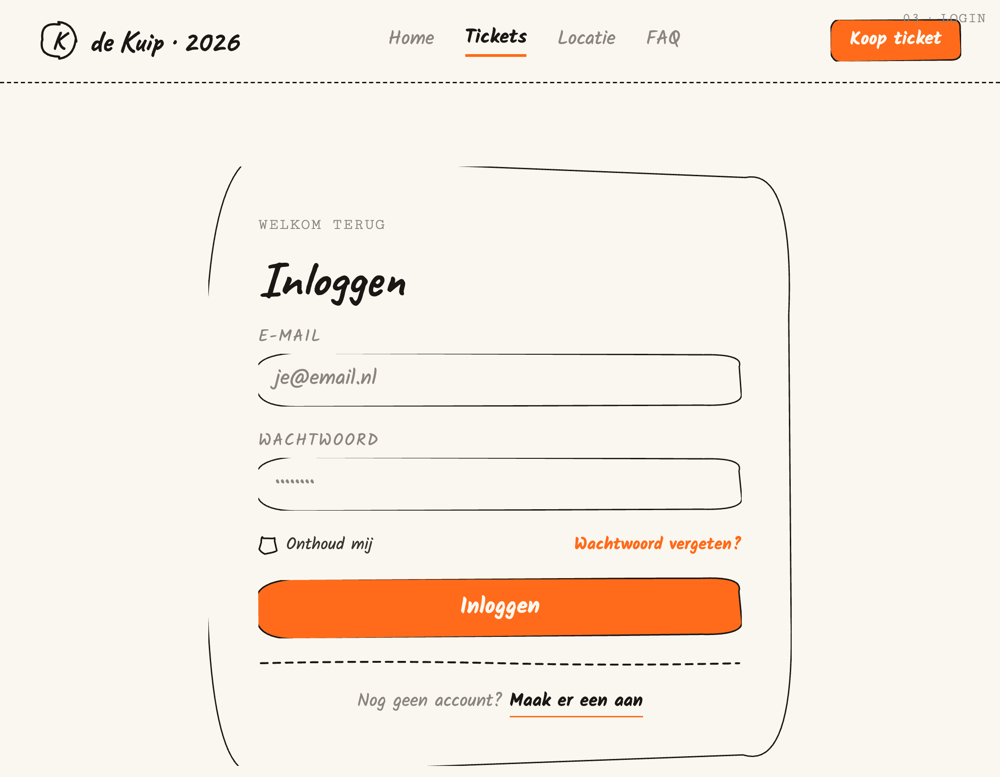 03 · LOGIN
K de Kuip · 2026
Home Tickets Locatie FAQ
Koop ticket
WELKOM TERUG
Inloggen
E-MAIL
je@email.nl
WACHTWOORD
••••••••
Onthoud mij
Wachtwoord vergeten?
Inloggen
Nog geen account? Maak er een aan